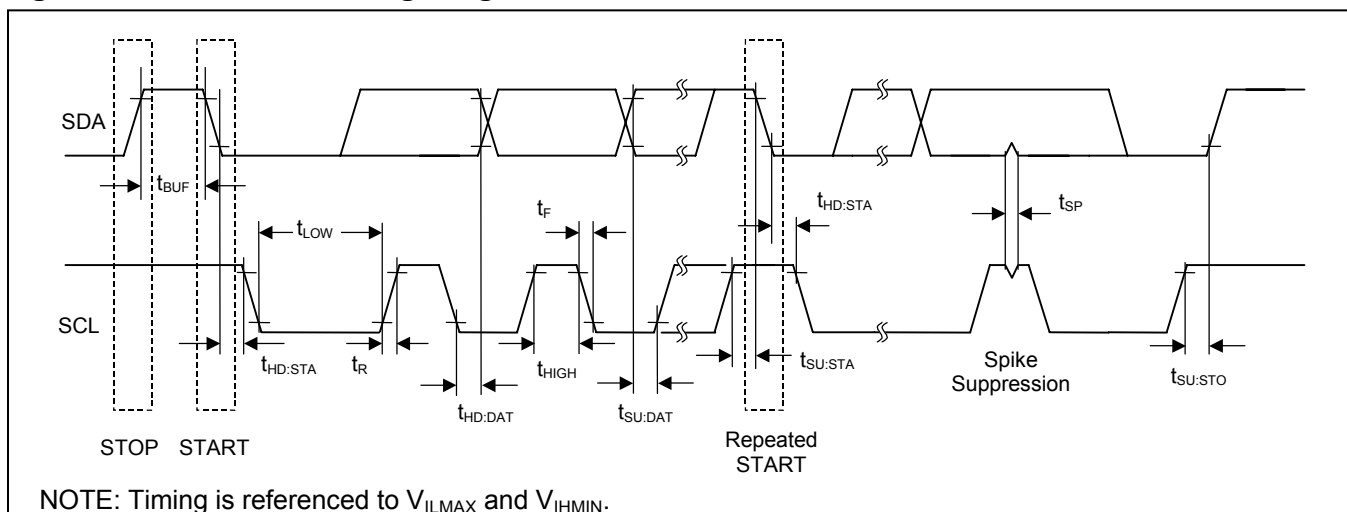 SDA
tBUF
tLOW
tF
tHD:STA
tSP
SCL
tHD:STA
tR
tHD:DAT
tHIGH
tSU:DAT
tSU:STA
Spike
Suppression
tSU:STO
STOP
START
Repeated
START
NOTE: Timing is referenced to VILMAX and VIHMIN.